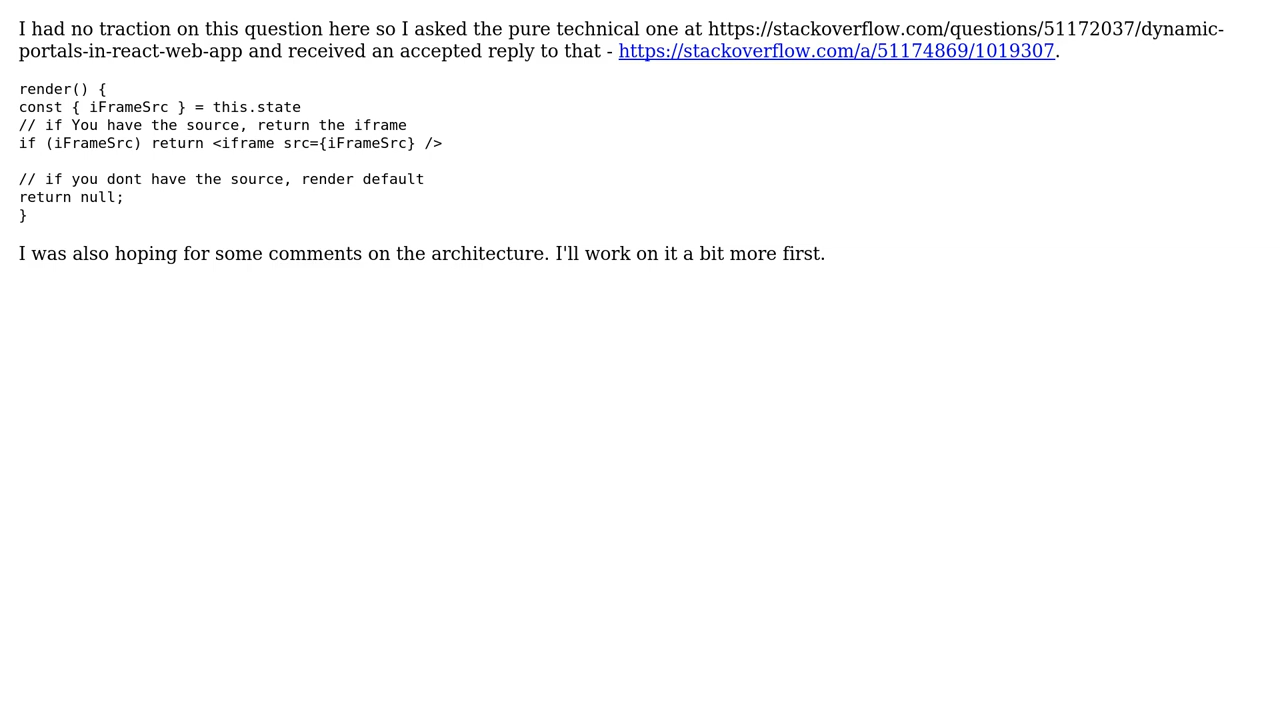 I had no traction on this question here so I asked the pure technical one at https://stackoverflow.com/questions/51172037/dynamic-
portals-in-react-web-app and received an accepted reply to that - https://stackoverflow.com/a/51174869/1019307.
render() {
const { iFrameSrc } = this.state
// if You have the source, return the iframe
if (iFrameSrc) return <iframe src={iFrameSrc} />
// if you dont have the source, render default
return null;
}
I was also hoping for some comments on the architecture. I'll work on it a bit more first.